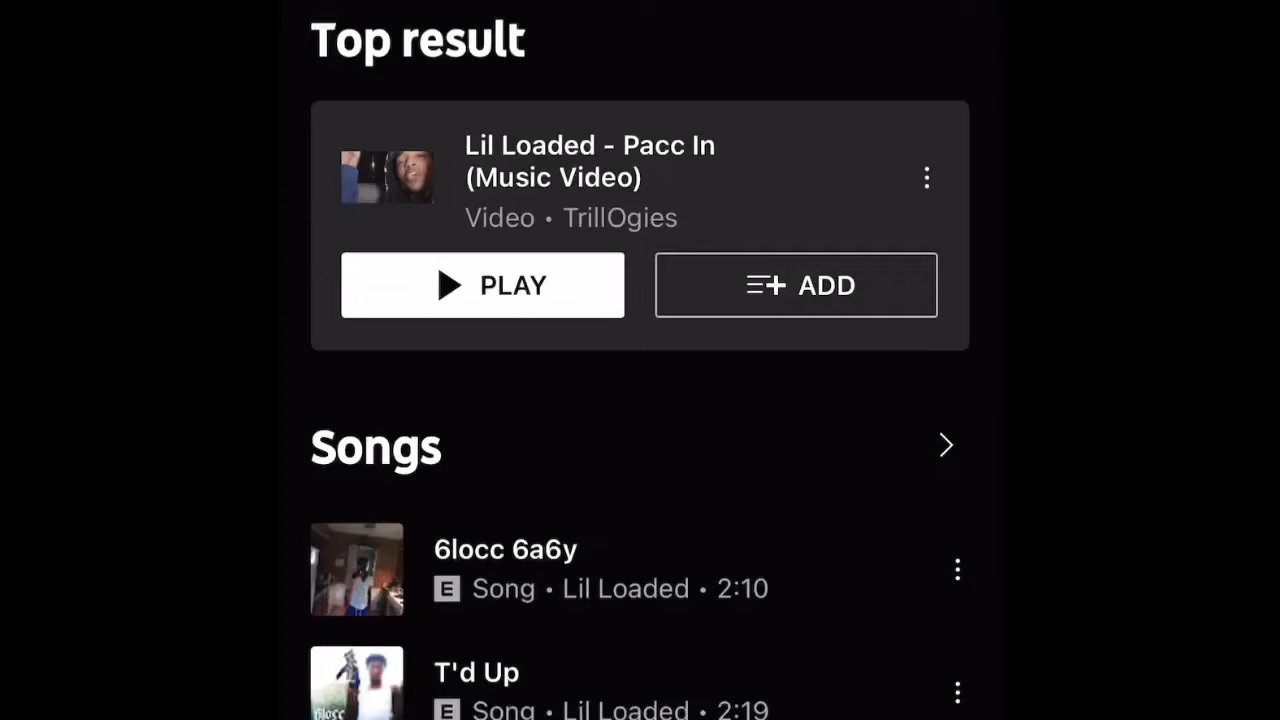 Top result
Lil Loaded - Pacc In
(Music Video)
Video • TrillOgies
PLAY
ADD
Songs
6locc 6a6y
E Song • Lil Loaded • 2:10
T'd Up
6locc
E Song • Lil Loaded • 2:19